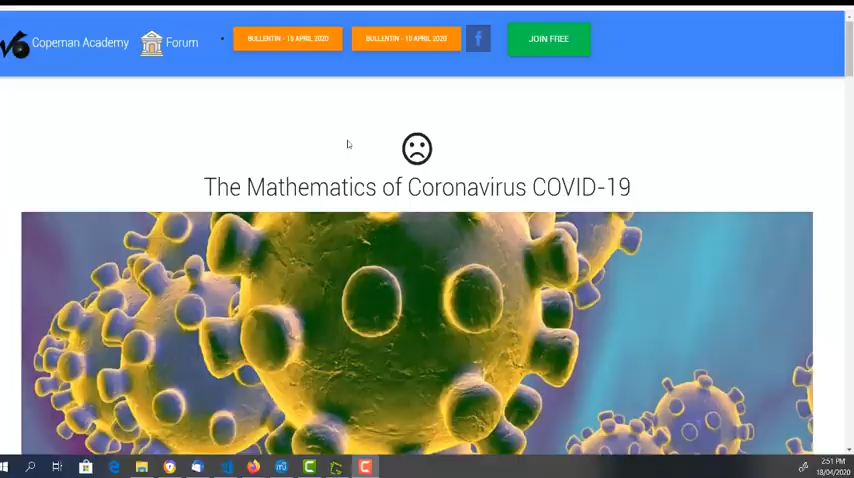 Copeman Academy
Forum
BULLENTIN - 15 APRIL 2020
BULLENTIN - 10 APRIL 2020
JOIN FREE
The Mathematics of Coronavirus COVID-19
2:51 PM
18/04/2020